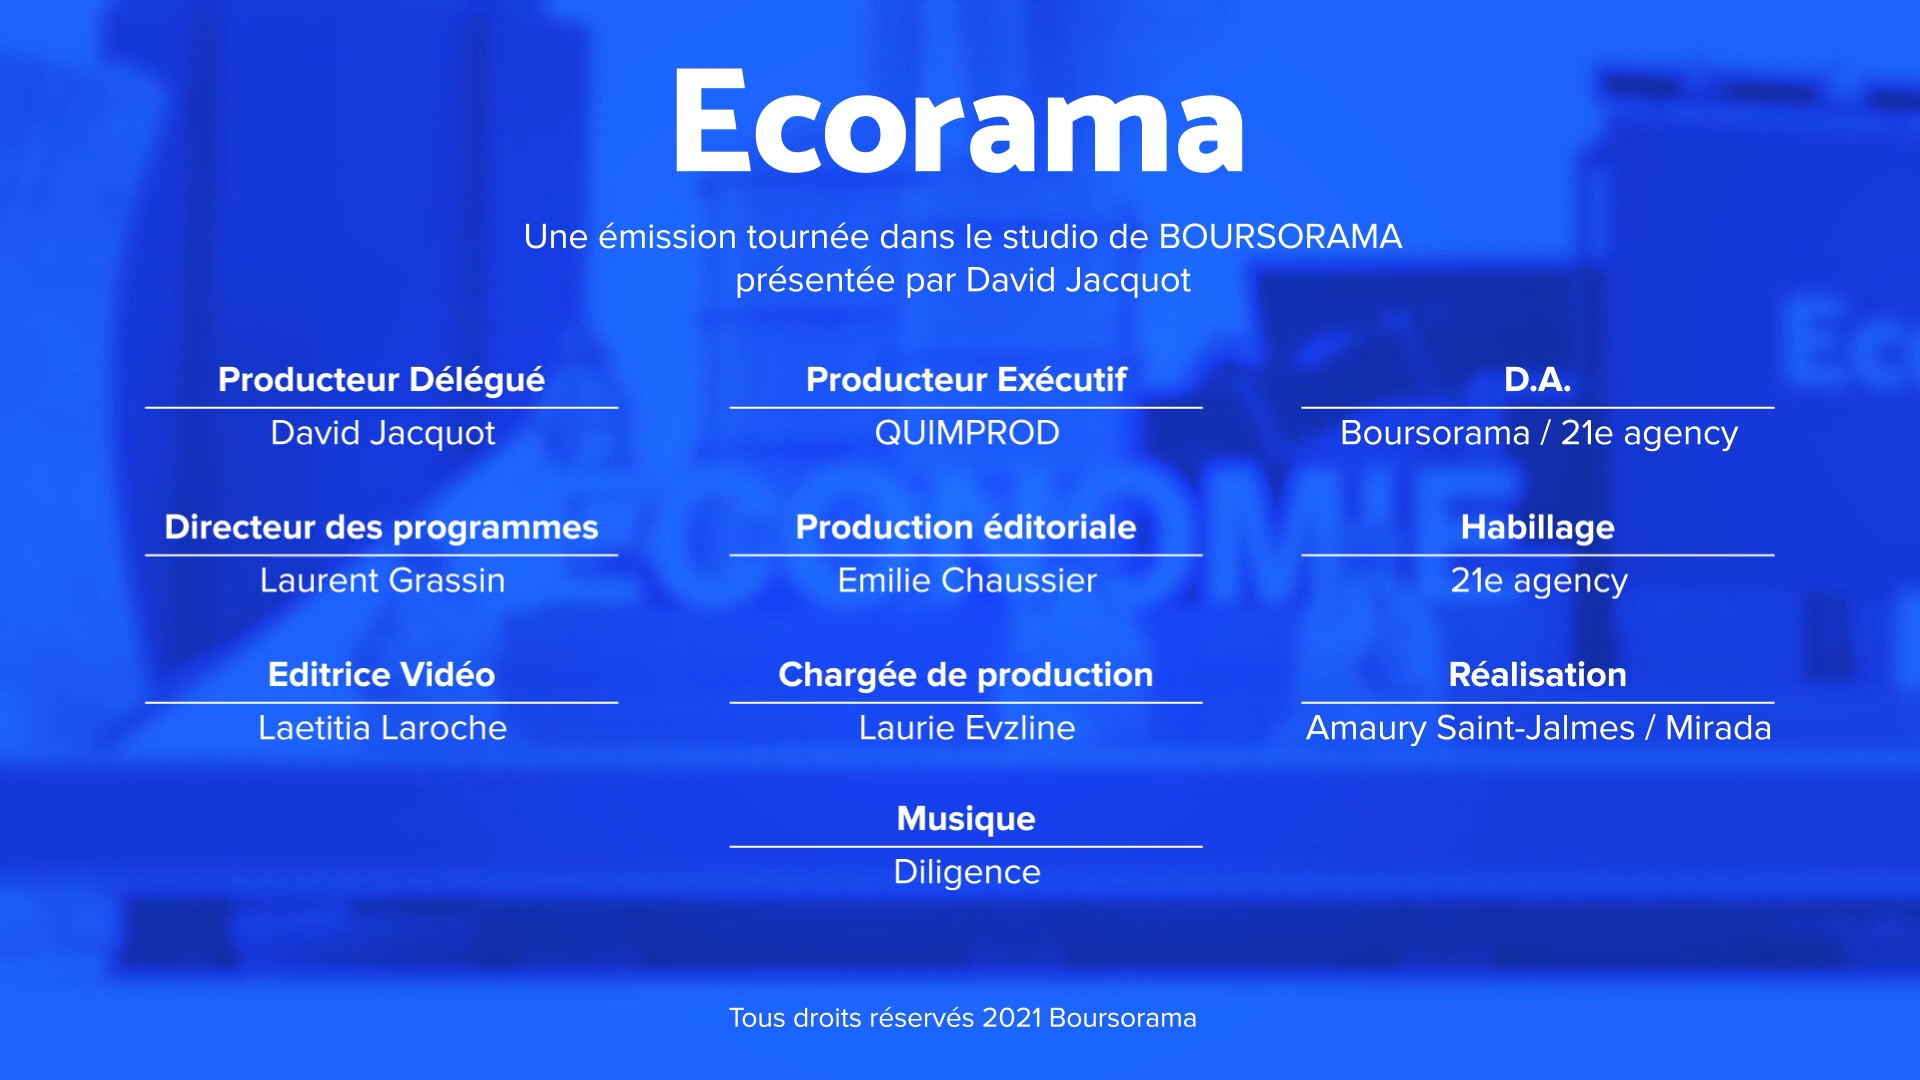 Ecorama
Une émission tournée dans le studio de BOURSORAMA
présentée par David Jacquot
Producteur Délégué
David Jacquot
Producteur Exécutif
QUIMPROD
D.A.
Boursorama / 21e agency
Directeur des programmes
Laurent Grassin
Production éditoriale
Emilie Chaussier
Habillage
21e agency
Editrice Vidéo
Laetitia Laroche
Chargée de production
Laurie Evzline
Réalisation
Amaury Saint-Jalmes / Mirada
Musique
Diligence
ECONOMIE
Eco
Tous droits réservés 2021 Boursorama